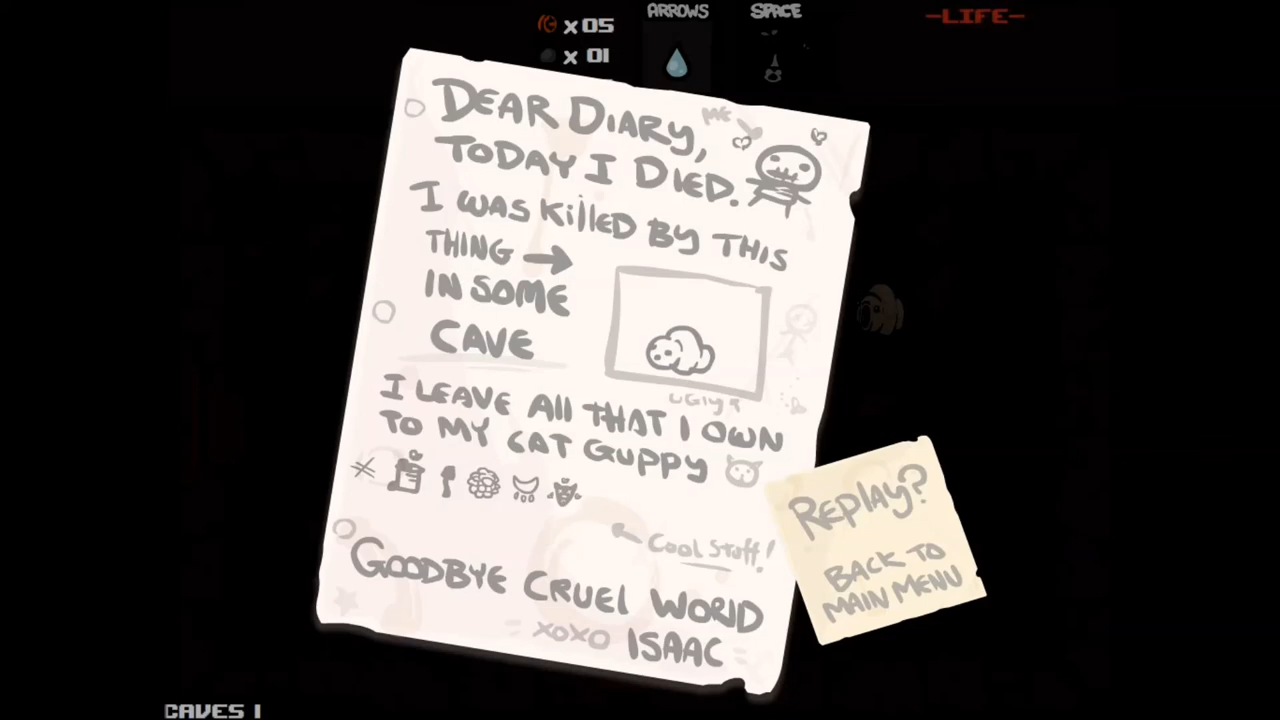 x 05
x 01
ARROWS
SPACE
-LIFE-
DEAR DIARY,
TODAY I DIED.
ME
I WAS KillED BY THIS
THING →
IN SOME
CAVE
UGLY
I LEAVE All THAT I OWN
TO MY CAT GUPPY
COOL STUFF!
GOODBYE CRUEl WORlD
XOXO ISAAC
REPlAY?
BACK TO
MAIN MENU
CAVES I